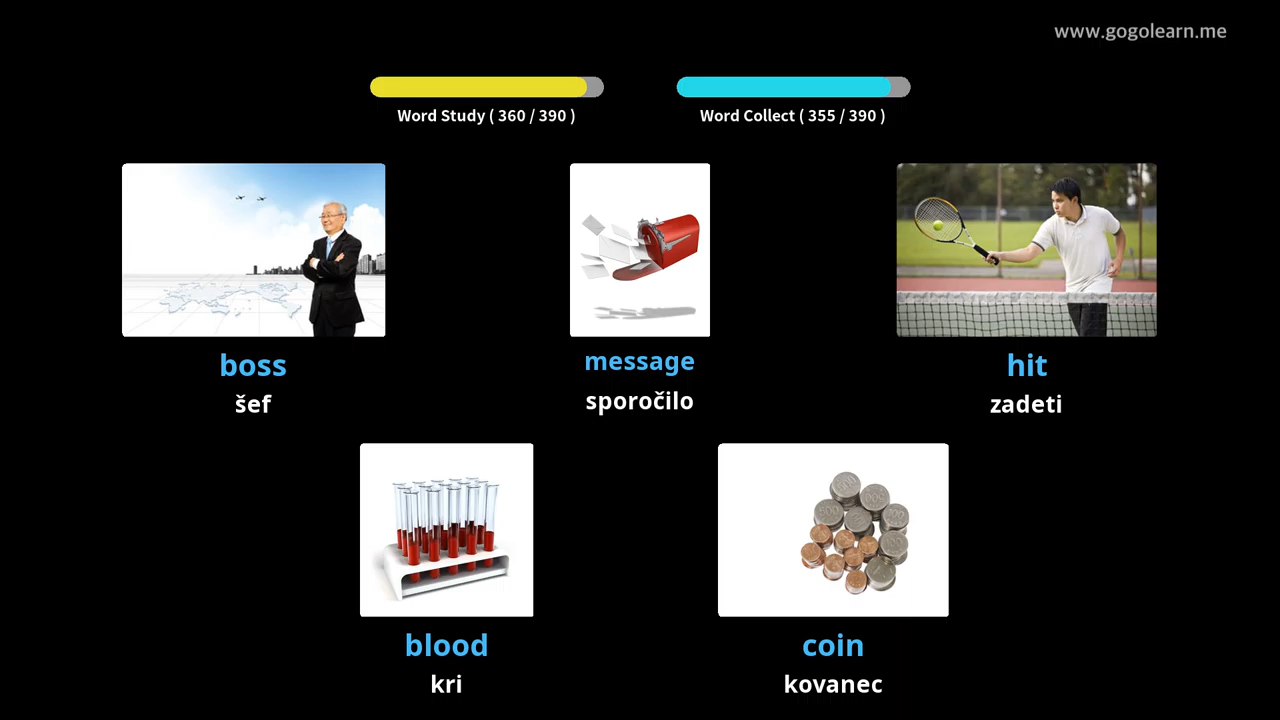 www.gogolearn.me
Word Study ( 360 / 390 )
Word Collect ( 355 / 390 )
boss
šef
message
sporočilo
hit
zadeti
blood
kri
coin
kovanec